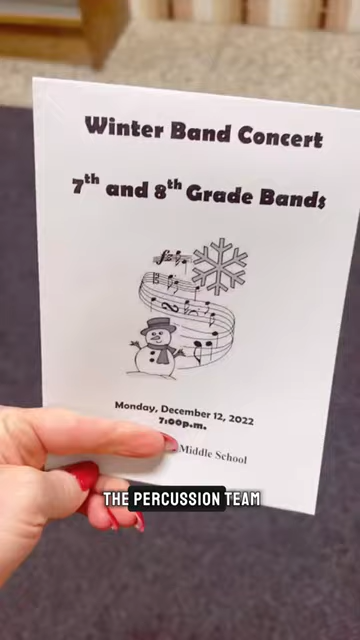 Winter Band Concert
7th and 8th Grade Bands
Monday, December 12, 2022
7:00p.m.
Middle School
THE PERCUSSION TEAM